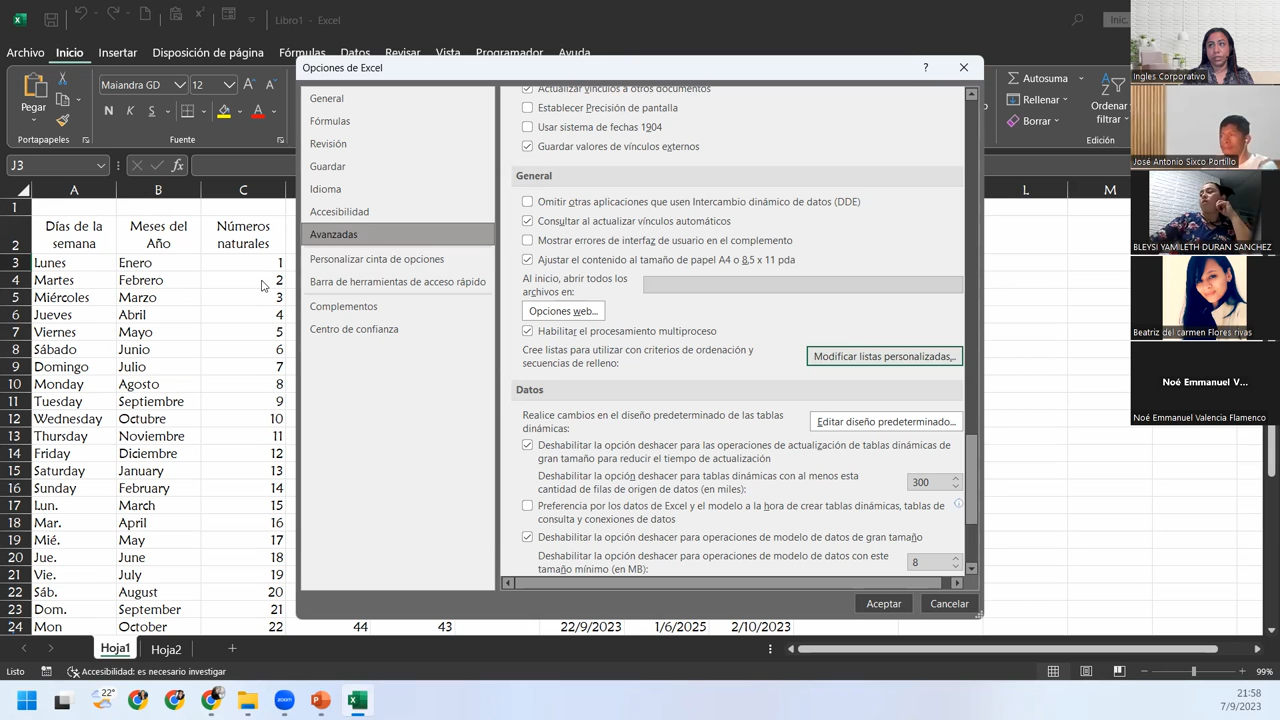 Libro1 - Excel
Inic
Archivo Inicio Insertar Disposición de página Fórmulas Datos Revisar Vista Programador Ayuda
Opciones de Excel
Pegar
Maiandra GD 12
N K S
Portapapeles
Fuente
Autosuma
Rellenar
Borrar
Ordenar
filtrar
Edición
J3
fx
A B C L M
General
Fórmulas
Revisión
Guardar
Idioma
Accesibilidad
Avanzadas
Personalizar cinta de opciones
Barra de herramientas de acceso rápido
Complementos
Centro de confianza
Actualizar vínculos a otros documentos
Establecer Precisión de pantalla
Usar sistema de fechas 1904
Guardar valores de vínculos externos
General
Omitir otras aplicaciones que usen Intercambio dinámico de datos (DDE)
Consultar al actualizar vínculos automáticos
Mostrar errores de interfaz de usuario en el complemento
Ajustar el contenido al tamaño de papel A4 o 8,5 x 11 pda
Al inicio, abrir todos los
archivos en:
Opciones web...
Habilitar el procesamiento multiproceso
Cree listas para utilizar con criterios de ordenación y
secuencias de relleno:
Modificar listas personalizadas...
Datos
Realice cambios en el diseño predeterminado de las tablas
dinámicas:
Editar diseño predeterminado...
Deshabilitar la opción deshacer para las operaciones de actualización de tablas dinámicas de
gran tamaño para reducir el tiempo de actualización
Deshabilitar la opción deshacer para tablas dinámicas con al menos esta
cantidad de filas de origen de datos (en miles):
300
Preferencia por los datos de Excel y el modelo a la hora de crear tablas dinámicas, tablas de
consulta y conexiones de datos
Deshabilitar la opción deshacer para operaciones de modelo de datos de gran tamaño
Deshabilitar la opción deshacer para operaciones de modelo de datos con este
tamaño mínimo (en MB):
8
Aceptar Cancelar
1
2 Días de la semana Meses del Año Números naturales
3 Lunes Enero 1
4 Martes Febrero 2
5 Miércoles Marzo 3
6 Jueves Abril 4
7 Viernes Mayo 5
8 Sábado Junio 6
9 Domingo Julio 7
10 Monday Agosto 8
11 Tuesday Septiembre 9
12 Wednesday Octubre 10
13 Thursday Noviembre 11
14 Friday Diciembre 12
15 Saturday January 13
16 Sunday February 14
17 Lun. March 15
18 Mar. April 16
19 Mié. May 17
20 Jue. June 18
21 Vie. July 19
22 Sáb. August 20
23 Dom. September 21
24 Mon October 22 44 43 22/9/2023 1/6/2025 2/10/2023
Hoja1 Hoja2
Listo
Accesibilidad: es necesario investigar
99%
22°
zoom
21:58
7/9/2023
Ingles Corporativo
José Antonio Sixco Portillo
BLEYSI YAMILETH DURAN SANCHEZ
Beatriz del carmen Flores rivas
Noé Emmanuel V...
Noé Emmanuel Valencia Flamenco